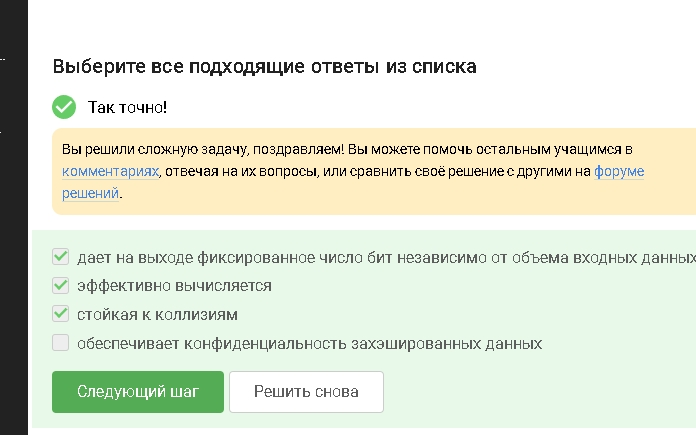 Выберите все подходящие ответы из списка
Так точно!
Вы решили сложную задачу, поздравляем! Вы можете помочь остальным учащимся в
комментариях, отвечая на их вопросы, или сравнить своё решение с другими на форуме
решений.
дает на выходе фиксированное число бит независимо от объема входных данных
эффективно вычисляется
стойкая к коллизиям
обеспечивает конфиденциальность захэшированных данных
Следующий шаг
Решить снова